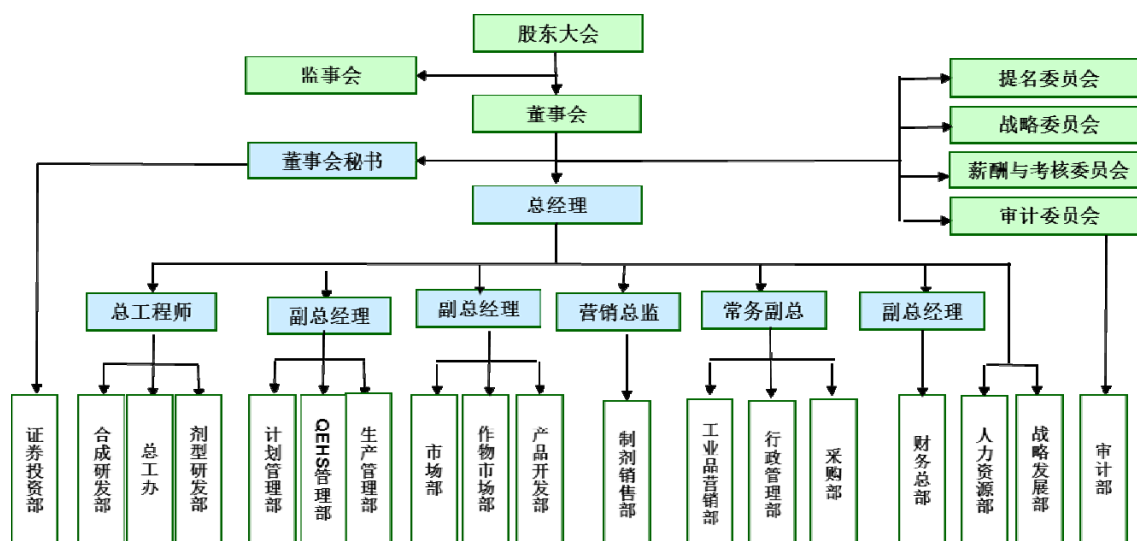 股东大会
监事会
提名委员会
董事会
战略委员会
董事会秘书
薪酬与考核委员会
总经理
审计委员会
总工程师
副总经理
副总经理
营销总监
常务副总
副总经理
证券投资部
合成研发部
总工办
剂型研发部
计划管理部
QEHS管理部
生产管理部
市场部
作物市场部
产品开发部
制剂销售部
工业品营销部
行政管理部
采购部
财务总部
人力资源部
战略发展部
审计部